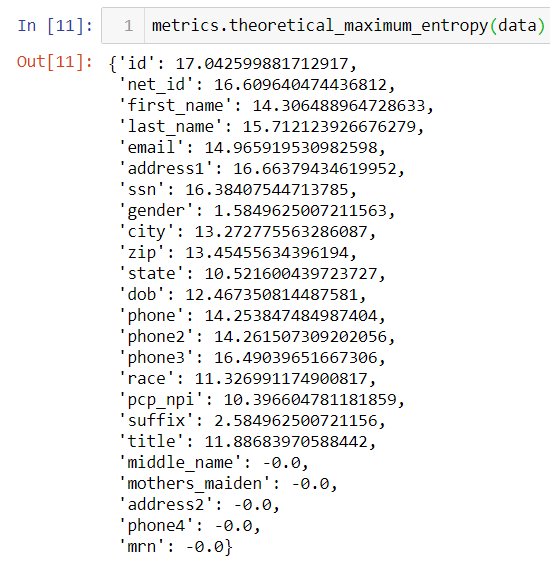 In [11]: 1 metrics.theoretical_maximum_entropy(data)
Out[11]: {'id': 17.042599881712917,
'net_id': 16.609640474436812,
'first_name': 14.306488964728633,
'last_name': 15.712123926676279,
'email': 14.965919530982598,
'address1': 16.66379434619952,
'ssn': 16.38407544713785,
'gender': 1.5849625007211563,
'city': 13.272775563286087,
'zip': 13.45455634396194,
'state': 10.521600439723727,
'dob': 12.467350814487581,
'phone': 14.253847484987404,
'phone2': 14.261507309202056,
'phone3': 16.49039651667306,
'race': 11.326991174900817,
'pcp_npi': 10.396604781181859,
'suffix': 2.584962500721156,
'title': 11.88683970588442,
'middle_name': -0.0,
'mothers_maiden': -0.0,
'address2': -0.0,
'phone4': -0.0,
'mrn': -0.0}